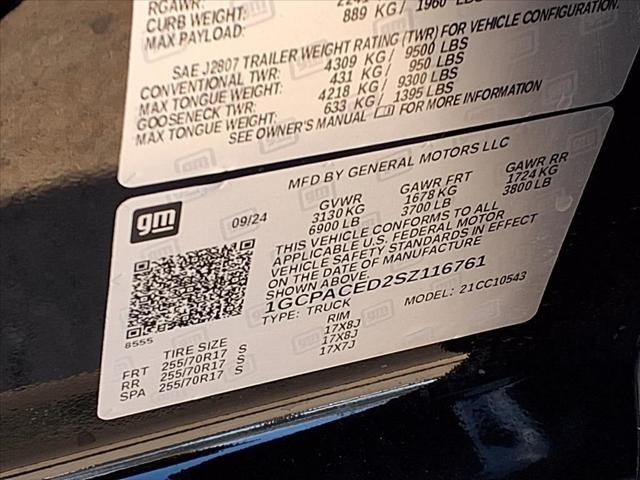 RGAWR:
CURB WEIGHT: 889 KG / 1960 LBS
MAX PAYLOAD:
SAE J2807 TRAILER WEIGHT RATING (TWR) FOR VEHICLE CONFIGURATION.
CONVENTIONAL TWR: 4309 KG / 9500 LBS
MAX TONGUE WEIGHT: 431 KG / 950 LBS
GOOSENECK TWR: 4218 KG / 9300 LBS
MAX TONGUE WEIGHT: 633 KG / 1395 LBS
SEE OWNER'S MANUAL FOR MORE INFORMATION
gm
MFD BY GENERAL MOTORS LLC
09/24
GVWR GAWR FRT GAWR RR
3130 KG 1678 KG 1724 KG
6900 LB 3700 LB 3800 LB
THIS VEHICLE CONFORMS TO ALL
APPLICABLE U.S. FEDERAL MOTOR
VEHICLE SAFETY STANDARDS IN EFFECT
ON THE DATE OF MANUFACTURE
1GCPACED2SZ116761
TYPE: TRUCK MODEL: 21CC10543
8555
TIRE SIZE RIM
FRT 255/70R17 S 17X8J
RR 255/70R17 S 17X8J
SPA 255/70R17 S 17X7J